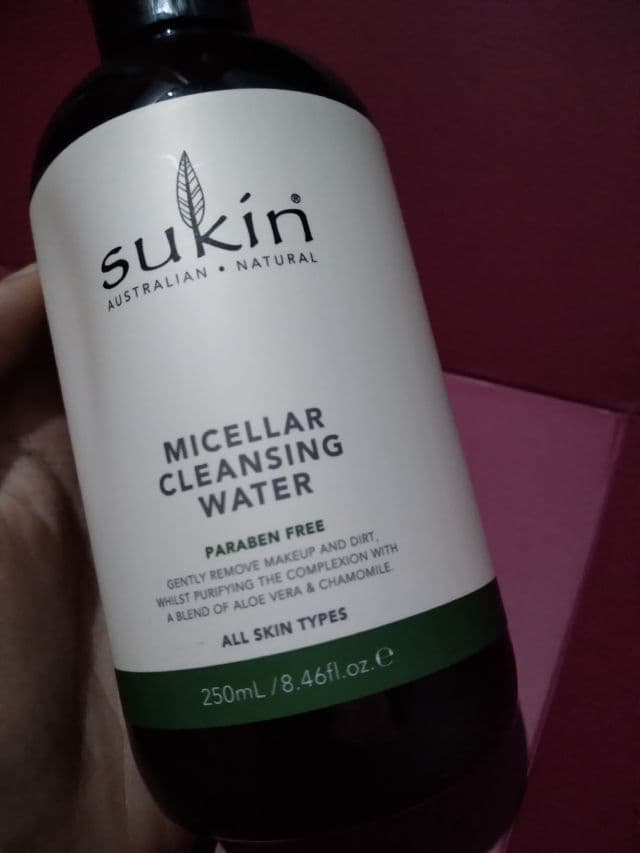 sukin®
AUSTRALIAN • NATURAL
MICELLAR
CLEANSING
WATER
PARABEN FREE
GENTLY REMOVE MAKEUP AND DIRT,
WHILST PURIFYING THE COMPLEXION WITH
A BLEND OF ALOE VERA & CHAMOMILE.
ALL SKIN TYPES
250mL / 8.46fl.oz.℮